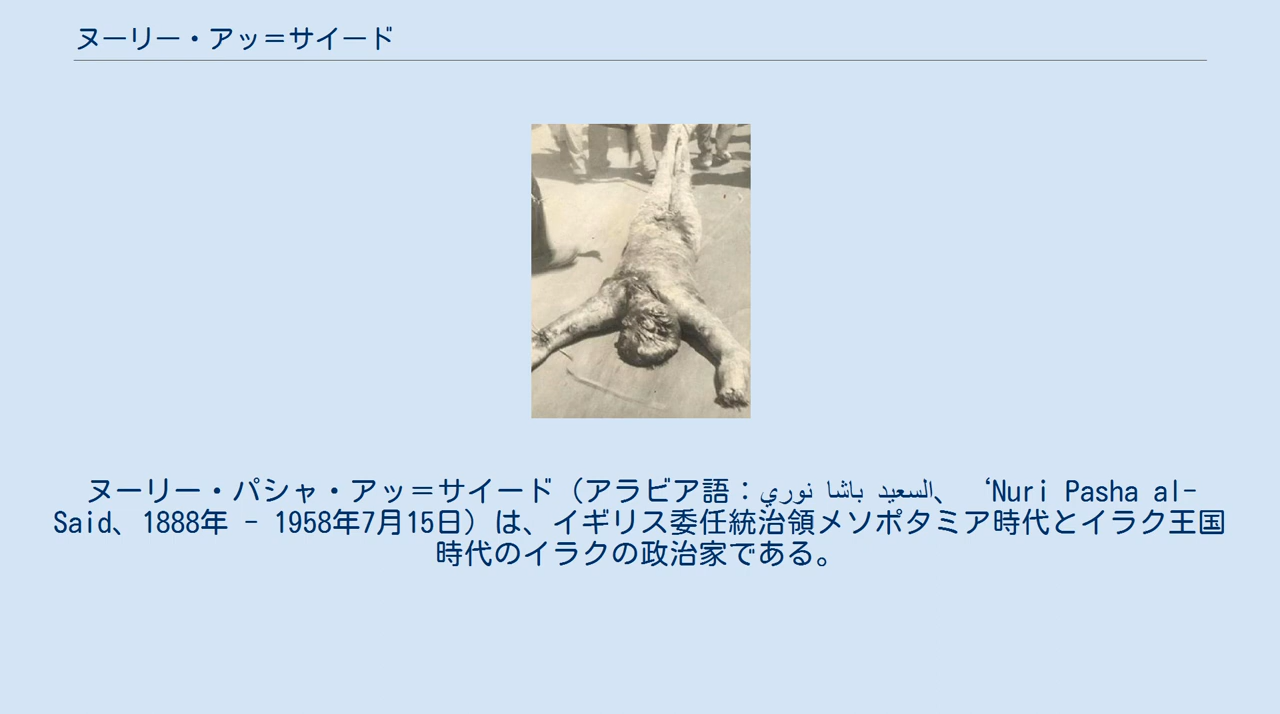 ヌーリー・アッ＝サイード
ヌーリー・パシャ・アッ＝サイード（アラビア語：السعيد باشا نوري、‘Nuri Pasha al-
Said、1888年 - 1958年7月15日）は、イギリス委任統治領メソポタミア時代とイラク王国
時代のイラクの政治家である。